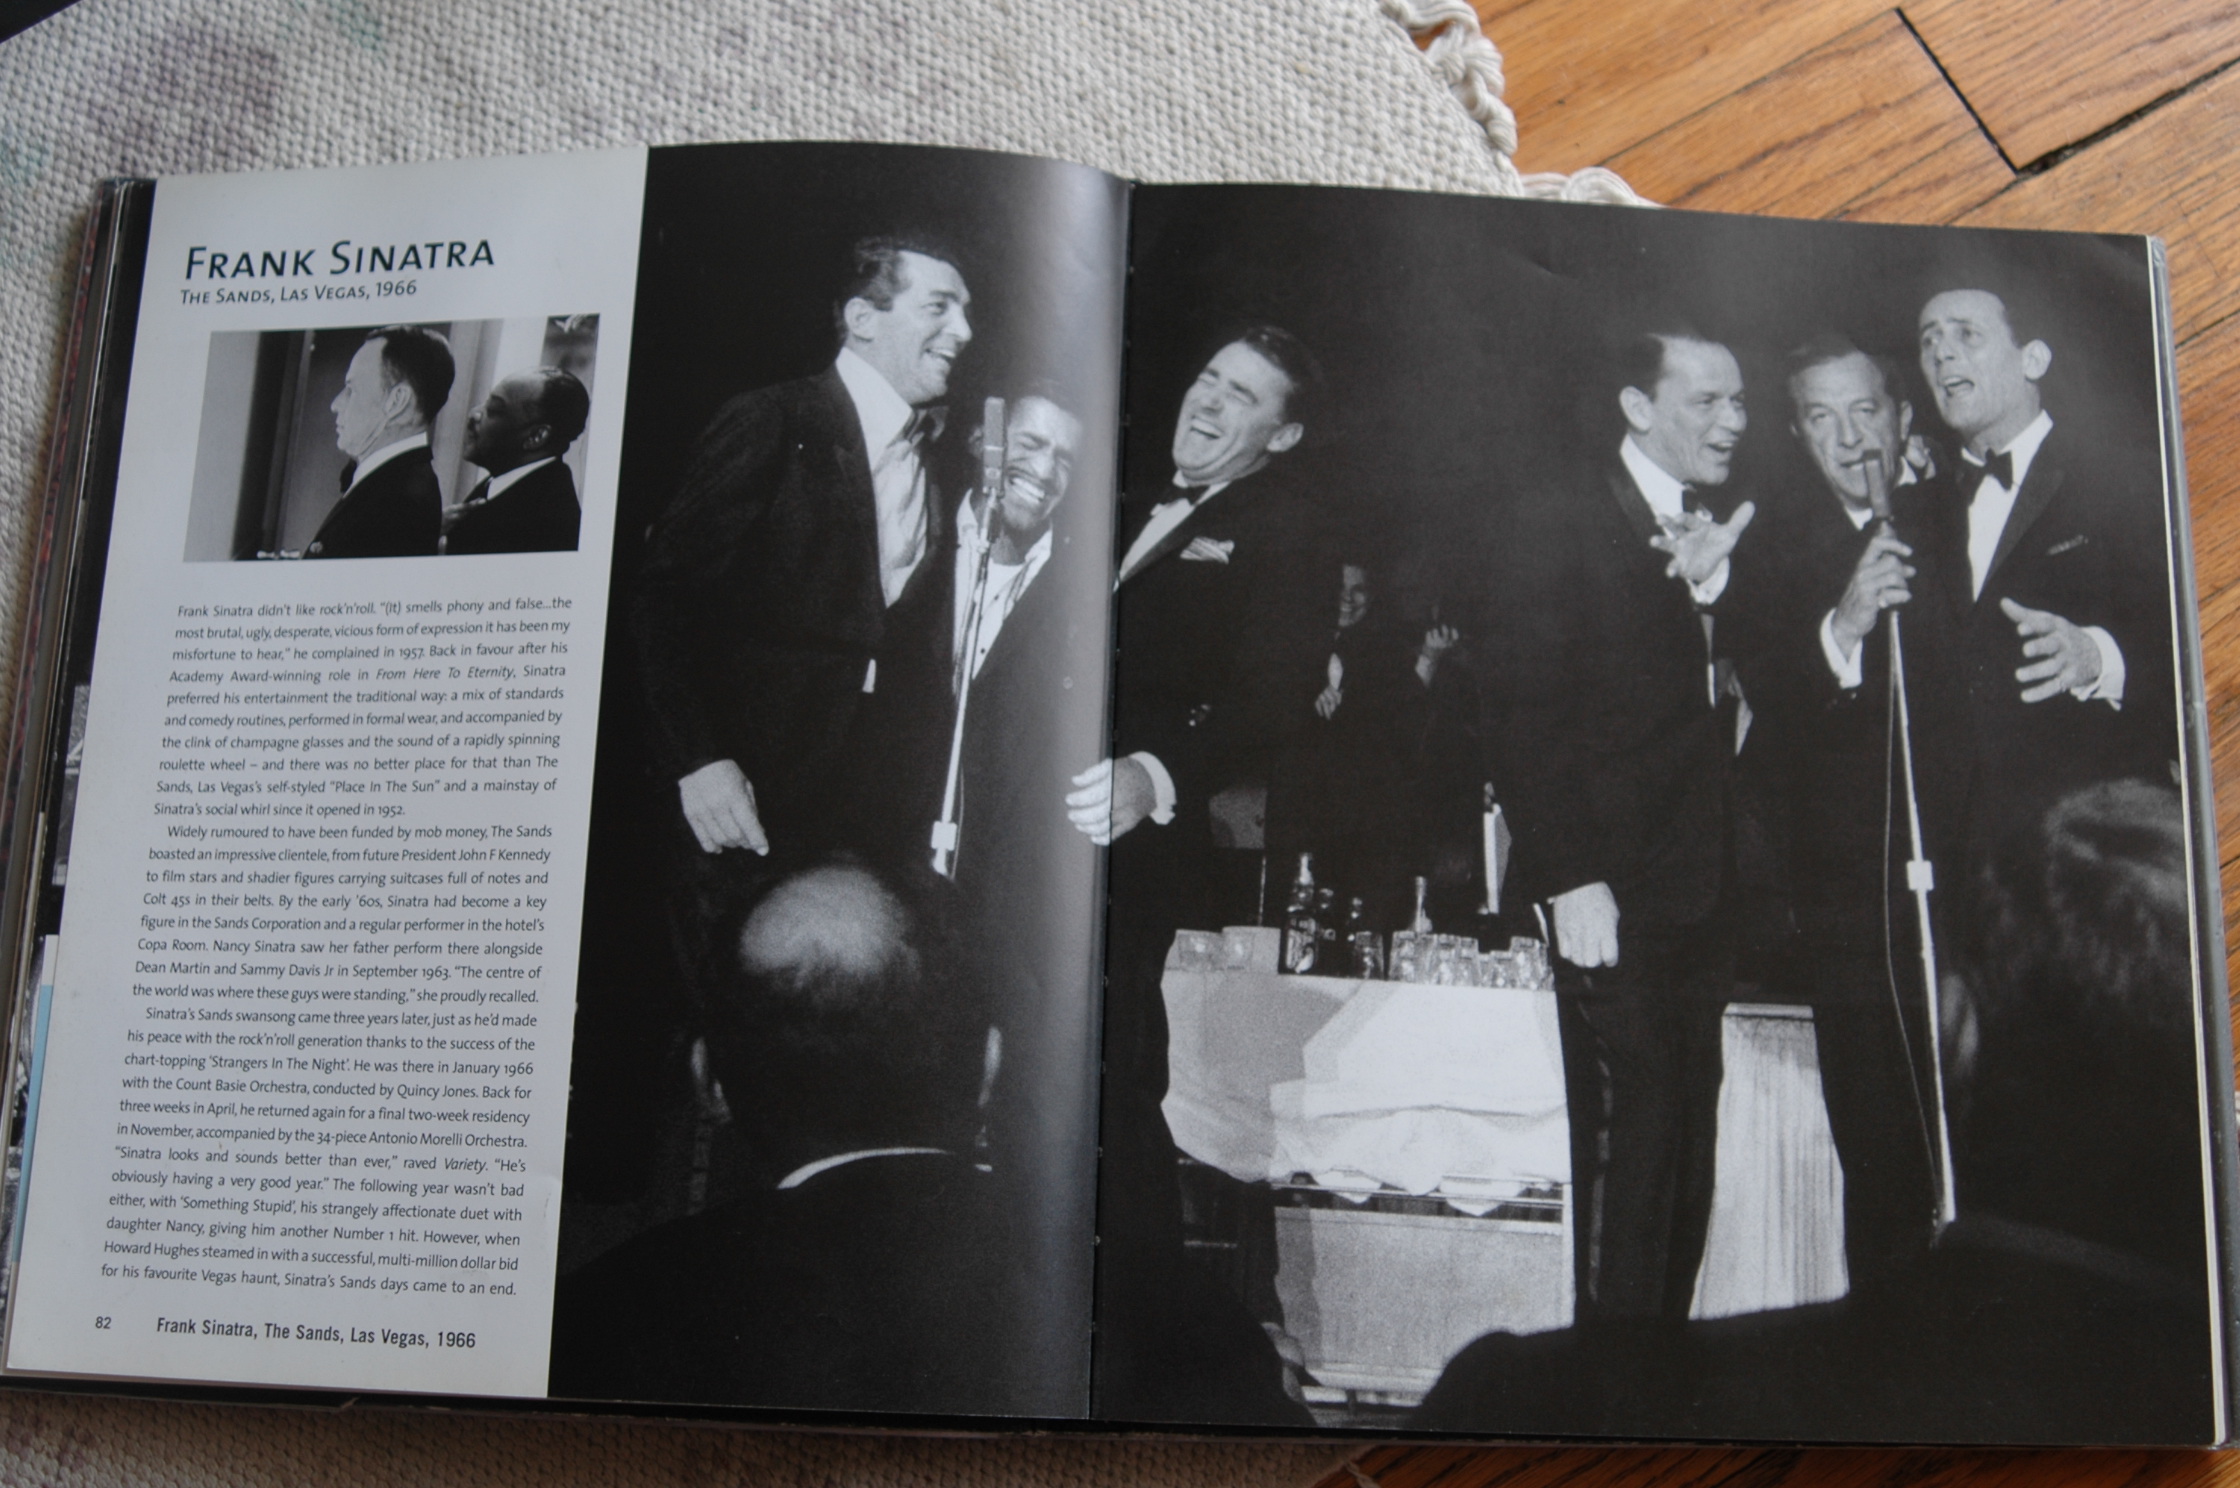 FRANK SINATRA
THE SANDS, LAS VEGAS, 1966
Frank Sinatra didn't like rock'n'roll. "(It) smells phony and false...the
most brutal, ugly, desperate, vicious form of expression it has been my
misfortune to hear," he complained in 1957. Back in favour after his
Academy Award-winning role in From Here To Eternity, Sinatra
preferred his entertainment the traditional way: a mix of standards
and comedy routines, performed in formal wear, and accompanied by
the clink of champagne glasses and the sound of a rapidly spinning
roulette wheel – and there was no better place for that than The
Sands, Las Vegas's self-styled "Place In The Sun" and a mainstay of
Sinatra's social whirl since it opened in 1952.
Widely rumoured to have been funded by mob money, The Sands
boasted an impressive clientele, from future President John F Kennedy
to film stars and shadier figures carrying suitcases full of notes and
Colt 45s in their belts. By the early '60s, Sinatra had become a key
figure in the Sands Corporation and a regular performer in the hotel's
Copa Room. Nancy Sinatra saw her father perform there alongside
Dean Martin and Sammy Davis Jr in September 1963. "The centre of
the world was where these guys were standing," she proudly recalled.
Sinatra's Sands swansong came three years later, just as he'd made
his peace with the rock'n'roll generation thanks to the success of the
chart-topping 'Strangers In The Night'. He was there in January 1966
with the Count Basie Orchestra, conducted by Quincy Jones. Back for
three weeks in April, he returned again for a final two-week residency
in November, accompanied by the 34-piece Antonio Morelli Orchestra.
"Sinatra looks and sounds better than ever," raved Variety. "He's
obviously having a very good year." The following year wasn't bad
either, with 'Something Stupid', his strangely affectionate duet with
daughter Nancy, giving him another Number 1 hit. However, when
Howard Hughes steamed in with a successful, multi-million dollar bid
for his favourite Vegas haunt, Sinatra's Sands days came to an end.
82
Frank Sinatra, The Sands, Las Vegas, 1966